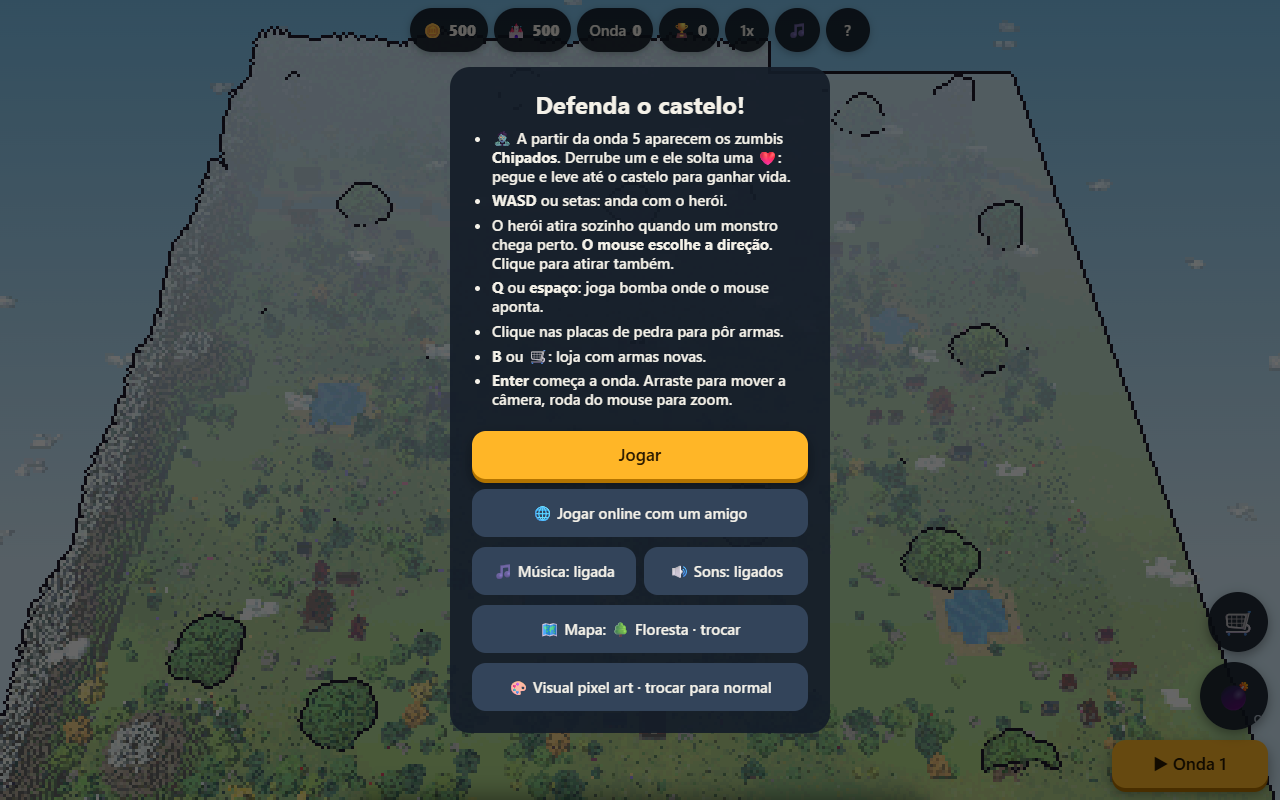 500
500
Onda 0
0
1x
?
Defenda o castelo!
A partir da onda 5 aparecem os zumbis
Chipados. Derrube um e ele solta uma ❤️:
pegue e leve até o castelo para ganhar vida.
WASD ou setas: anda com o herói.
O herói atira sozinho quando um monstro
chega perto. O mouse escolhe a direção.
Clique para atirar também.
Q ou espaço: joga bomba onde o mouse
aponta.
Clique nas placas de pedra para pôr armas.
B ou 🛒: loja com armas novas.
Enter começa a onda. Arraste para mover a
câmera, roda do mouse para zoom.
Jogar
Jogar online com um amigo
Música: ligada
Sons: ligados
Mapa: 🌳 Floresta · trocar
Visual pixel art · trocar para normal
▶ Onda 1